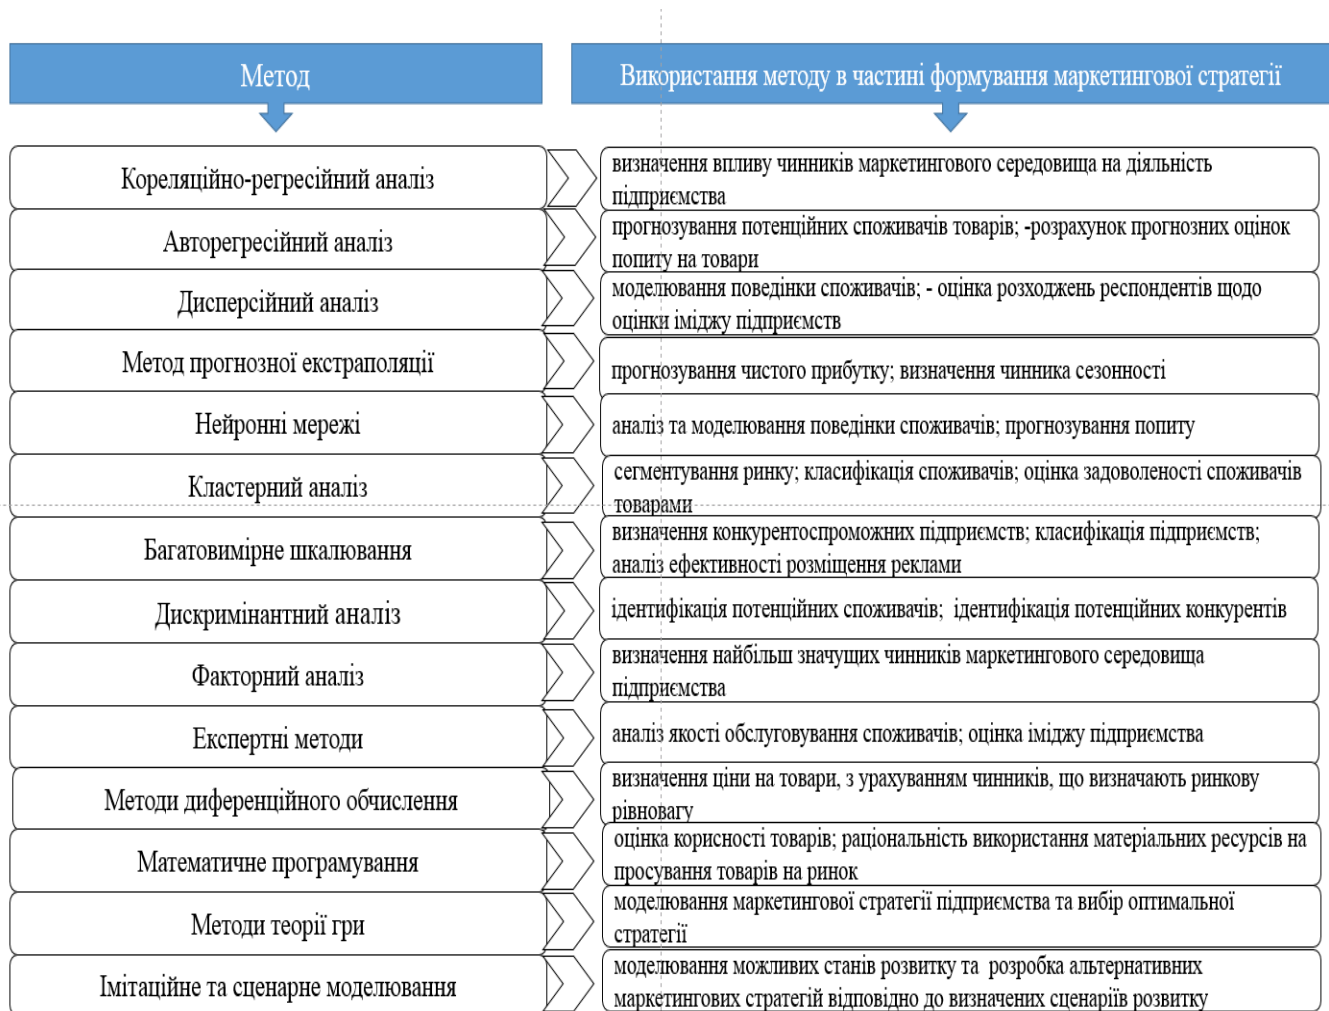 Метод
Використання методу в частині формування маркетингової стратегії
Кореляційно-регресійний аналіз
визначення впливу чинників маркетингового середовища на діяльність
підприємства
Авторегресійний аналіз
прогнозування потенційних споживачів товарів; -розрахунок прогнозних оцінок
попиту на товари
Дисперсійний аналіз
моделювання поведінки споживачів; - оцінка розходжень респондентів щодо
оцінки іміджу підприємств
Метод прогнозної екстраполяції
прогнозування чистого прибутку; визначення чинника сезонності
Нейронні мережі
аналіз та моделювання поведінки споживачів; прогнозування попиту
Кластерний аналіз
сегментування ринку; класифікація споживачів; оцінка задоволеності споживачів
товарами
Багатовимірне шкалювання
визначення конкурентоспроможних підприємств; класифікація підприємств;
аналіз ефективності розміщення реклами
Дискримінантний аналіз
ідентифікація потенційних споживачів; ідентифікація потенційних конкурентів
Факторний аналіз
визначення найбільш значущих чинників маркетингового середовища
підприємства
Експертні методи
аналіз якості обслуговування споживачів; оцінка іміджу підприємства
Методи диференційного обчислення
визначення ціни на товари, з урахуванням чинників, що визначають ринкову
рівновагу
Математичне програмування
оцінка корисності товарів; раціональність використання матеріальних ресурсів на
просування товарів на ринок
Методи теорії гри
моделювання маркетингової стратегії підприємства та вибір оптимальної
стратегії
Імітаційне та сценарне моделювання
моделювання можливих станів розвитку та розробка альтернативних
маркетингових стратегій відповідно до визначених сценаріїв розвитку